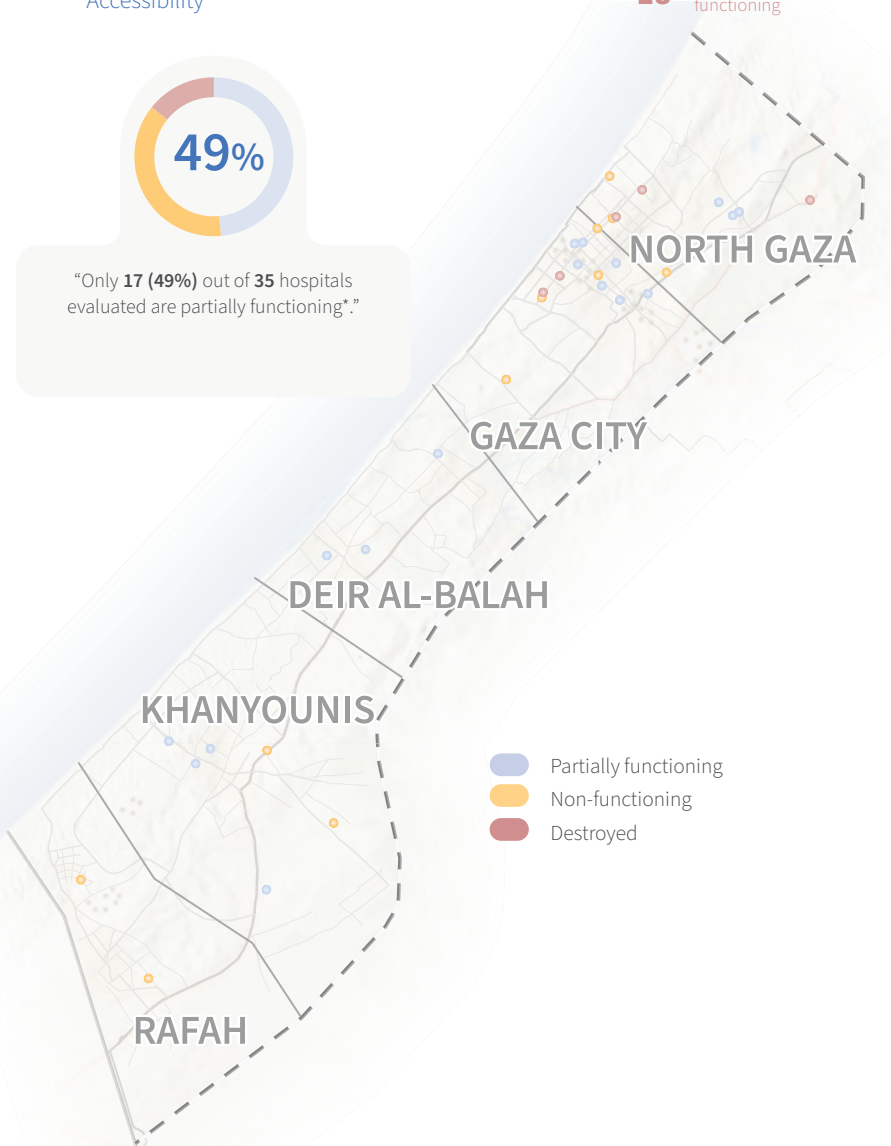 Accessibility
functioning
49%
“Only 17 (49%) out of 35 hospitals
evaluated are partially functioning*.”
NORTH GAZA
GAZA CITY
DEIR AL-BALAH
KHANYOUNIS
Partially functioning
Non-functioning
Destroyed
RAFAH